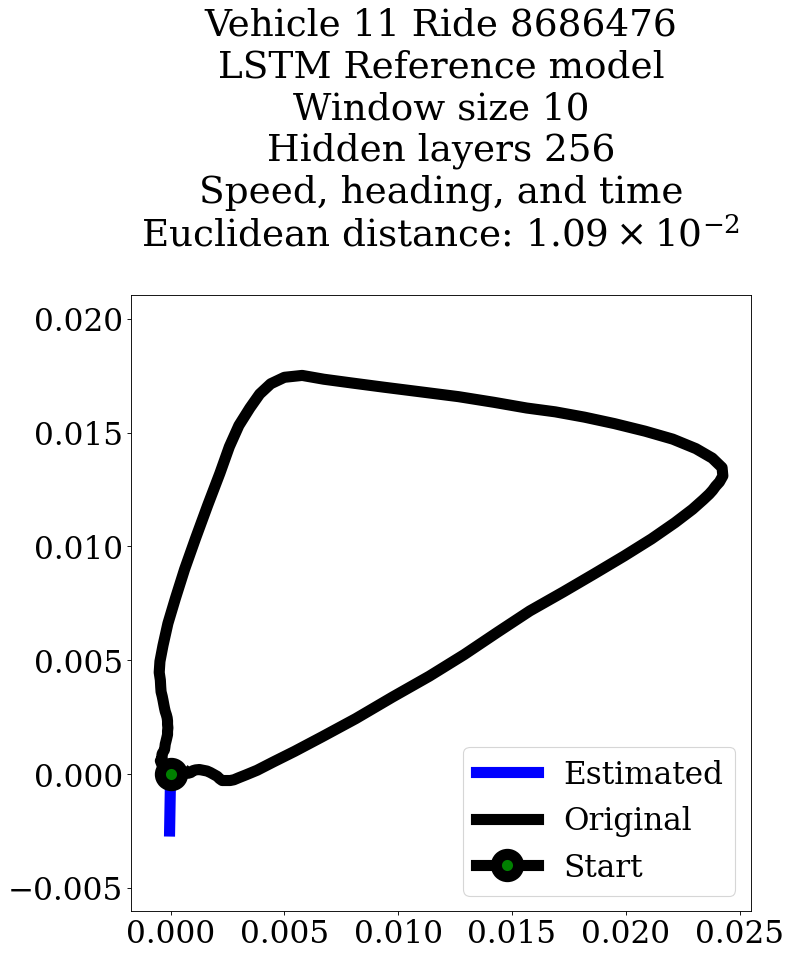 Vehicle 11 Ride 8686476
LSTM Reference model
Window size 10
Hidden layers 256
Speed, heading, and time
Euclidean distance: 1.09 × 10⁻²
0.020
0.015
0.010
0.005
0.000
−0.005
Estimated
Original
Start
0.000 0.005 0.010 0.015 0.020 0.025